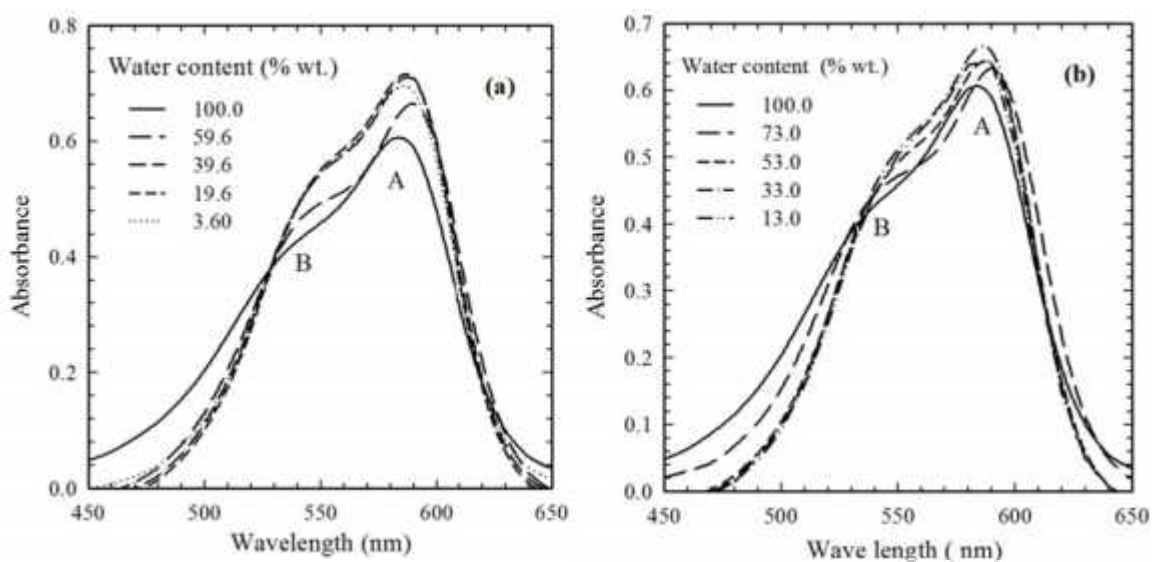 0.8
Water content (% wt.)
(a)
100.0
59.6
39.6
19.6
3.60
0.6
A
Absorbance
0.4
B
0.2
0.0
450 500 550 600 650
Wavelength (nm)
0.7
Water content (% wt.)
(b)
0.6
100.0
73.0
53.0
33.0
13.0
A
0.5
Absorbance
0.4
B
0.3
0.2
0.1
0.0
450 500 550 600 650
Wave length ( nm)